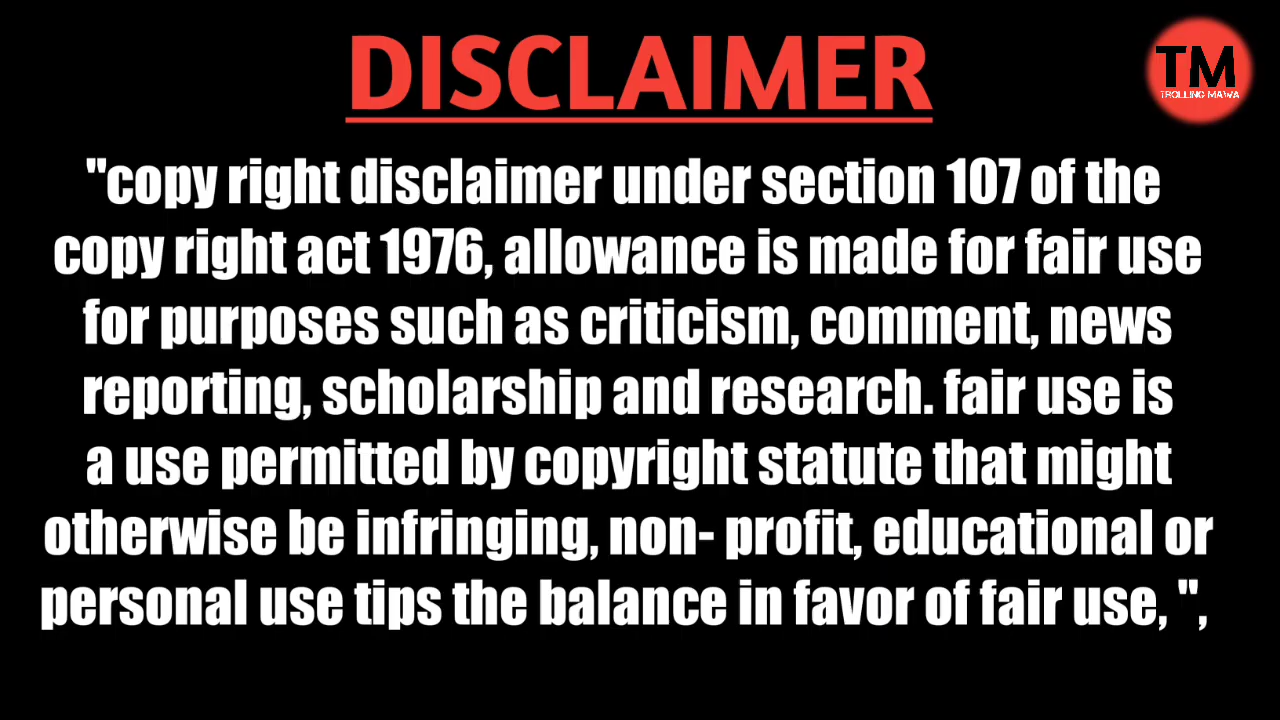 DISCLAIMER
TM
TROLLING MAWA
"copy right disclaimer under section 107 of the
copy right act 1976, allowance is made for fair use
for purposes such as criticism, comment, news
reporting, scholarship and research. fair use is
a use permitted by copyright statute that might
otherwise be infringing, non- profit, educational or
personal use tips the balance in favor of fair use, ",